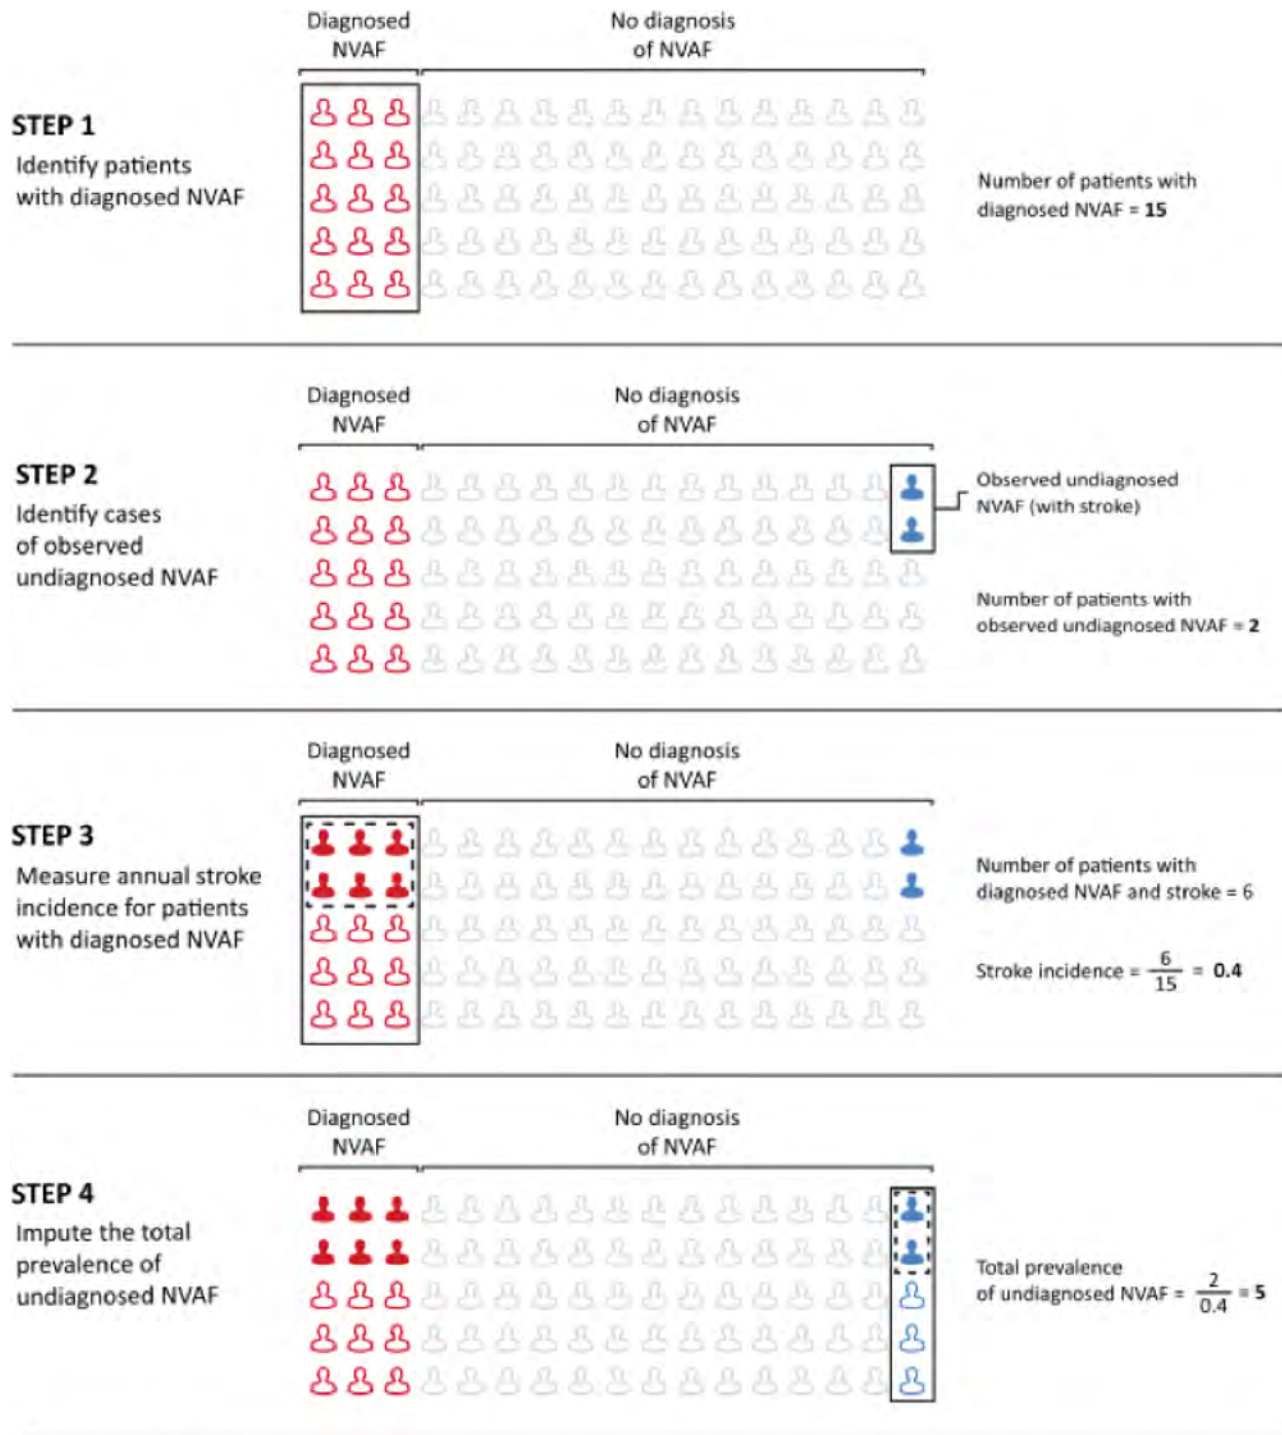 Diagnosed
NVAF
No diagnosis
of NVAF
STEP 1
Identify patients
with diagnosed NVAF
Number of patients with
diagnosed NVAF = 15
Diagnosed
NVAF
No diagnosis
of NVAF
STEP 2
Identify cases
of observed
undiagnosed NVAF
Observed undiagnosed
NVAF (with stroke)
Number of patients with
observed undiagnosed NVAF = 2
Diagnosed
NVAF
No diagnosis
of NVAF
STEP 3
Measure annual stroke
incidence for patients
with diagnosed NVAF
Number of patients with
diagnosed NVAF and stroke = 6
Stroke incidence = 6/15 = 0.4
Diagnosed
NVAF
No diagnosis
of NVAF
STEP 4
Impute the total
prevalence of
undiagnosed NVAF
Total prevalence
of undiagnosed NVAF = 2/0.4 = 5